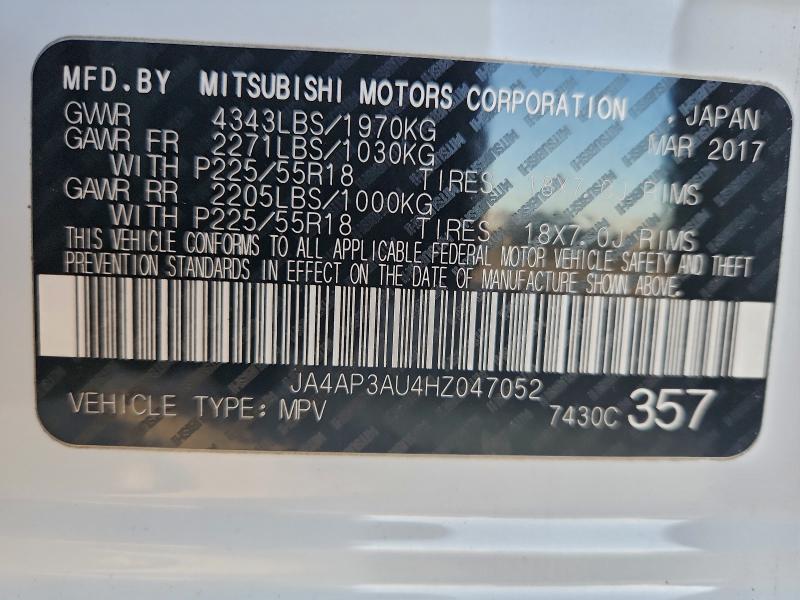 MFD.BY MITSUBISHI MOTORS CORPORATION, JAPAN
GVWR 4343LBS/1970KG MAR 2017
GAWR FR 2271LBS/1030KG
WITH P225/55R18 TIRES 18X7.0J RIMS
GAWR RR 2205LBS/1000KG
WITH P225/55R18 TIRES 18X7.0J RIMS
THIS VEHICLE CONFORMS TO ALL APPLICABLE FEDERAL MOTOR VEHICLE SAFETY AND THEFT
PREVENTION STANDARDS IN EFFECT ON THE DATE OF MANUFACTURE SHOWN ABOVE.
JA4AP3AU4HZ047052
VEHICLE TYPE:MPV 7430C 357